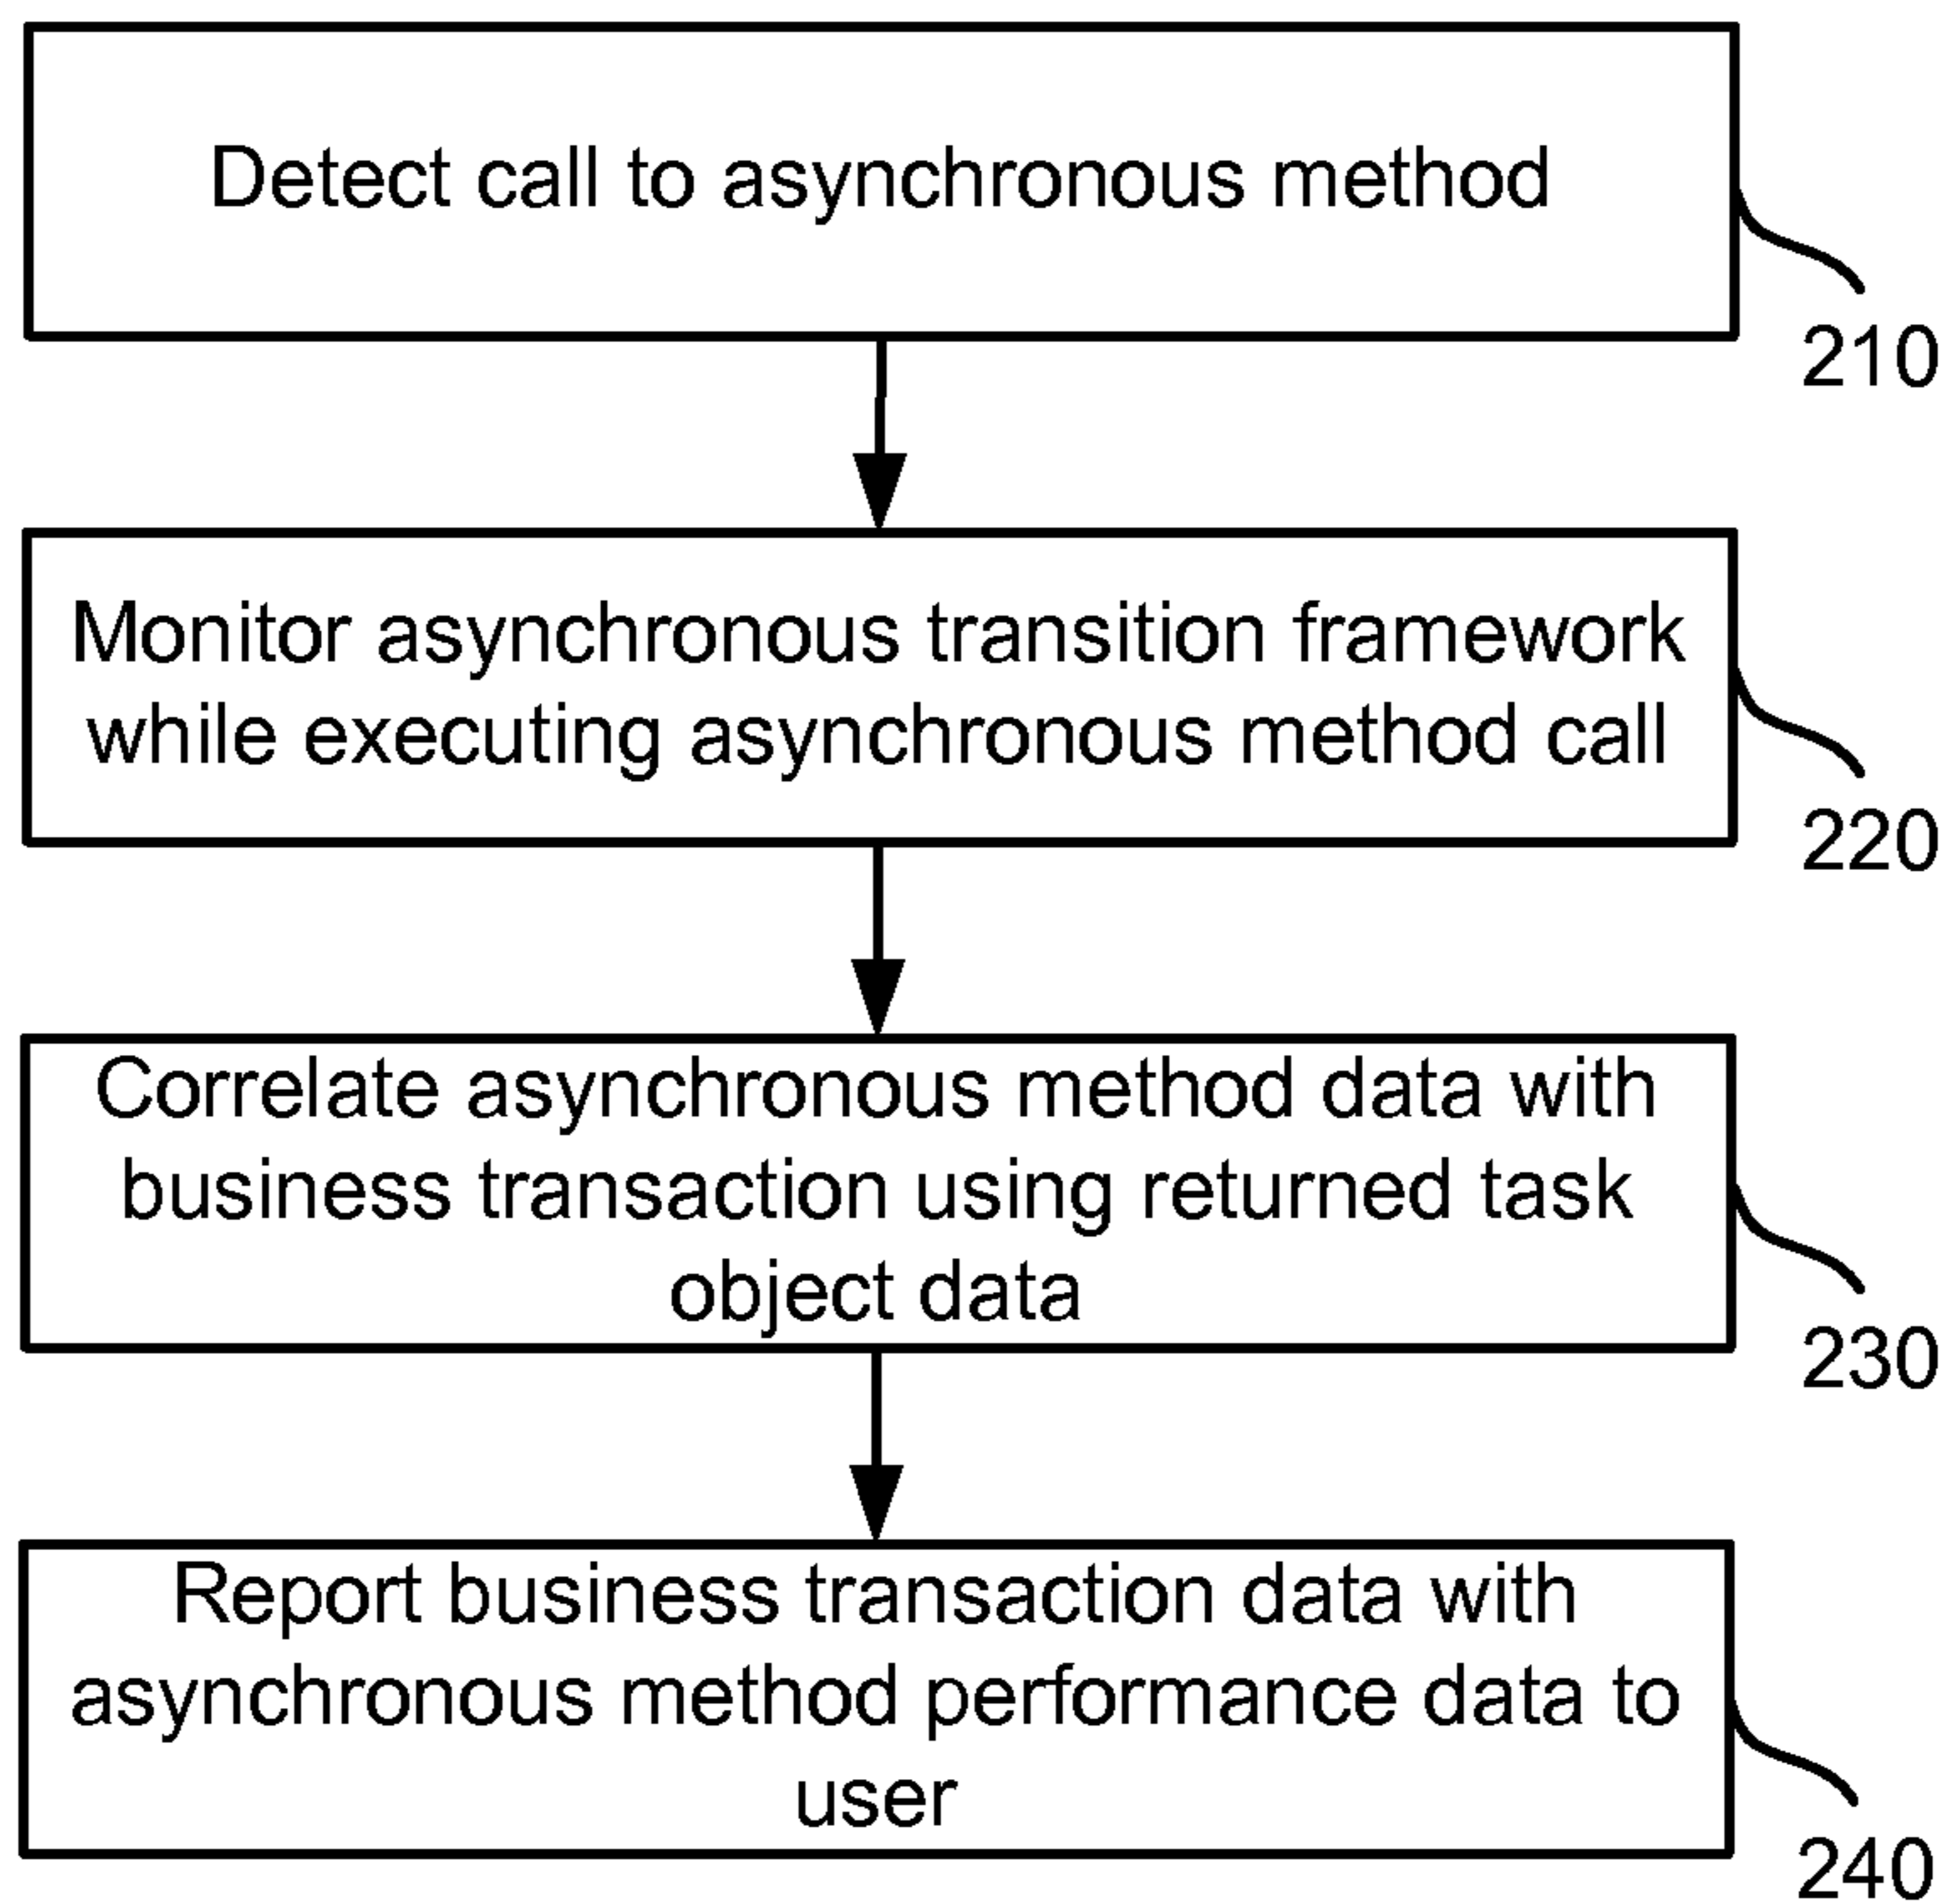 Detect call to asynchronous method
210
Monitor asynchronous transition framework
while executing asynchronous method call
220
Correlate asynchronous method data with
business transaction using returned task
object data
230
Report business transaction data with
asynchronous method performance data to
user
240